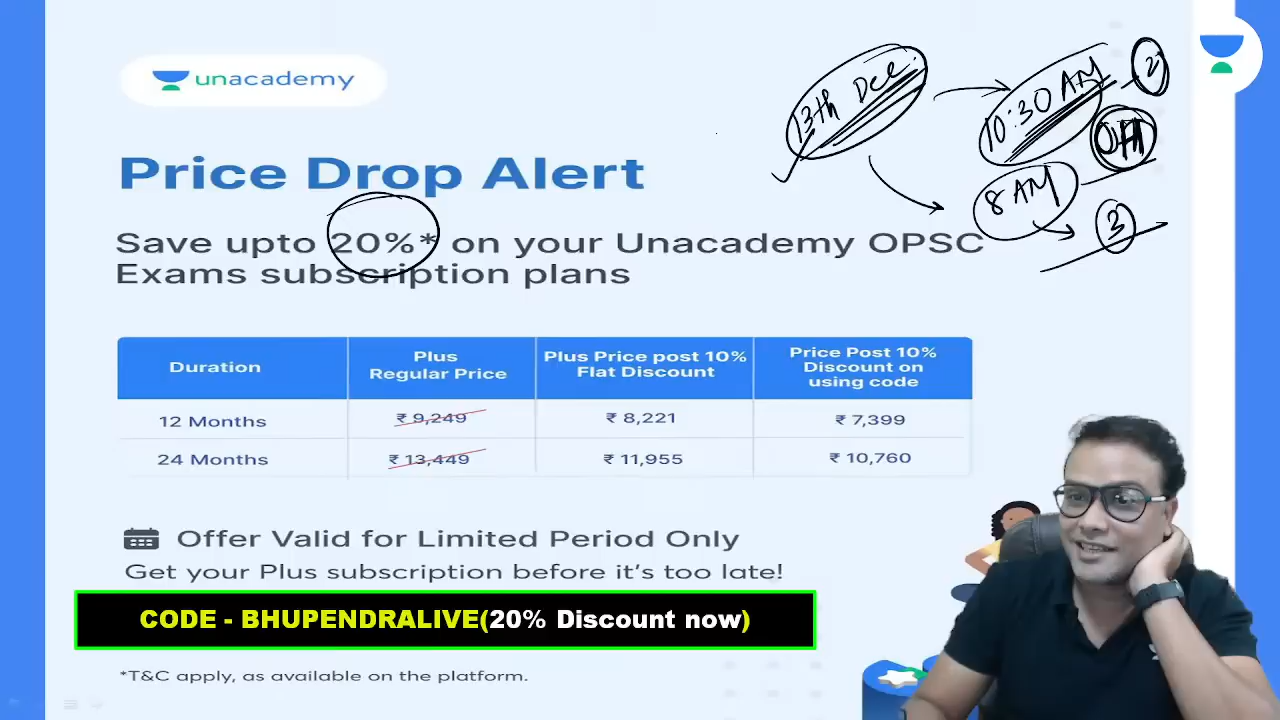 unacademy
13th Dec
10:30 AM
2
8 AM
3
Price Drop Alert
Save upto 20%* on your Unacademy OPSC
Exams subscription plans
Duration
Plus
Regular Price
Plus Price post 10%
Flat Discount
Price Post 10%
Discount on
using code
12 Months
₹ 9,249
₹ 8,221
₹ 7,399
24 Months
₹ 13,449
₹ 11,955
₹ 10,760
Offer Valid for Limited Period Only
Get your Plus subscription before it's too late!
CODE - BHUPENDRALIVE(20% Discount now)
*T&C apply, as available on the platform.